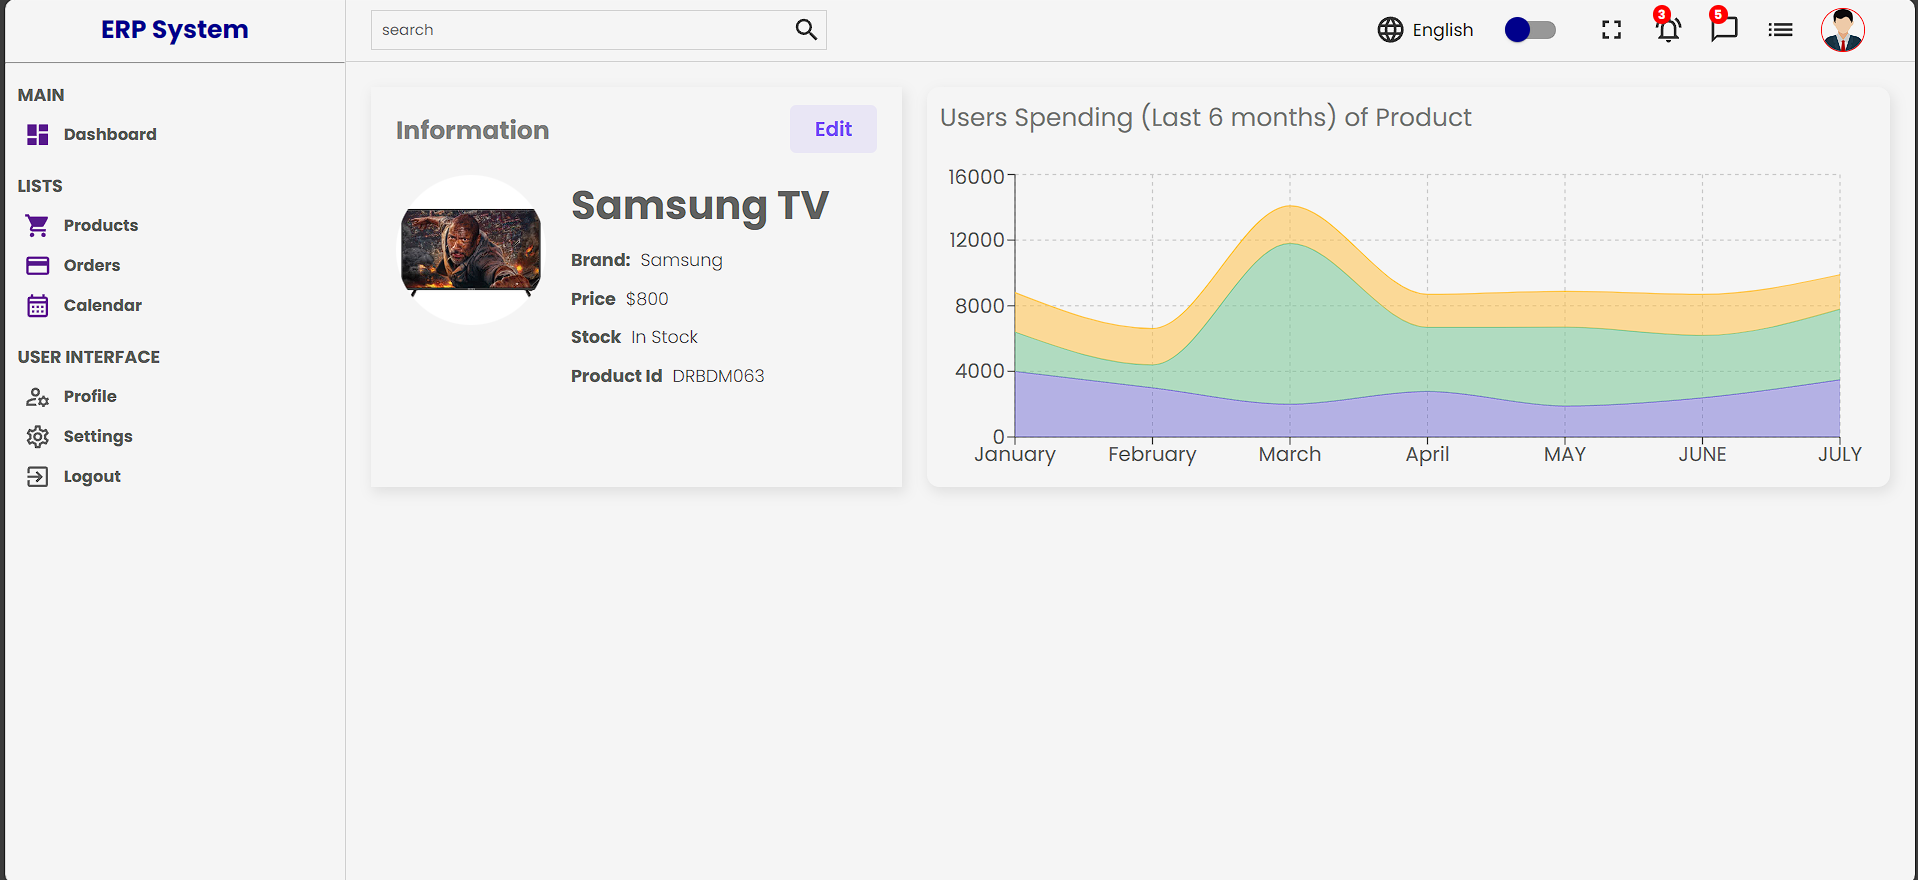 ERP System
search
English
3
5
MAIN
Dashboard
LISTS
Products
Orders
Calendar
USER INTERFACE
Profile
Settings
Logout
Information
Edit
Samsung TV
Brand: Samsung
Price $800
Stock In Stock
Product Id DRBDM063
Users Spending (Last 6 months) of Product
16000
12000
8000
4000
0
January February March April MAY JUNE JULY